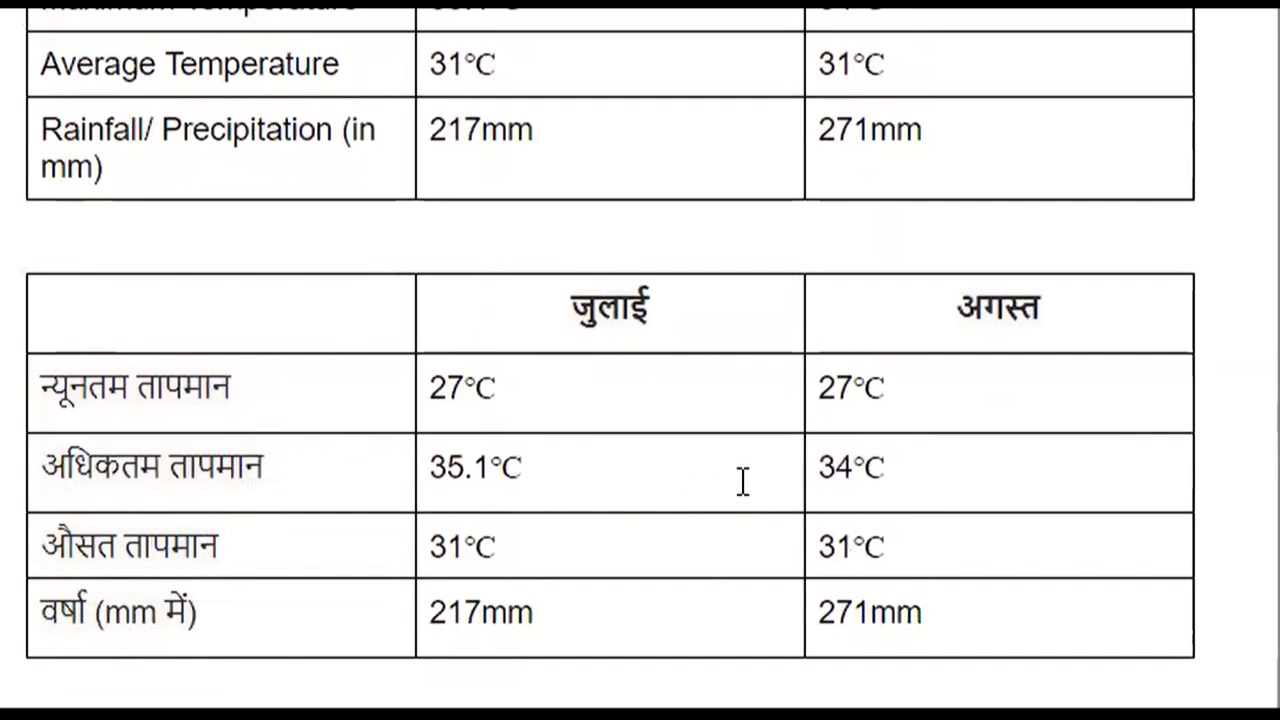 Average Temperature 31°C 31°C
Rainfall/ Precipitation (in 217mm 271mm
mm)
जुलाई अगस्त
न्यूनतम तापमान 27°C 27°C
अधिकतम तापमान 35.1°C 34°C
औसत तापमान 31°C 31°C
वर्षा (mm में) 217mm 271mm